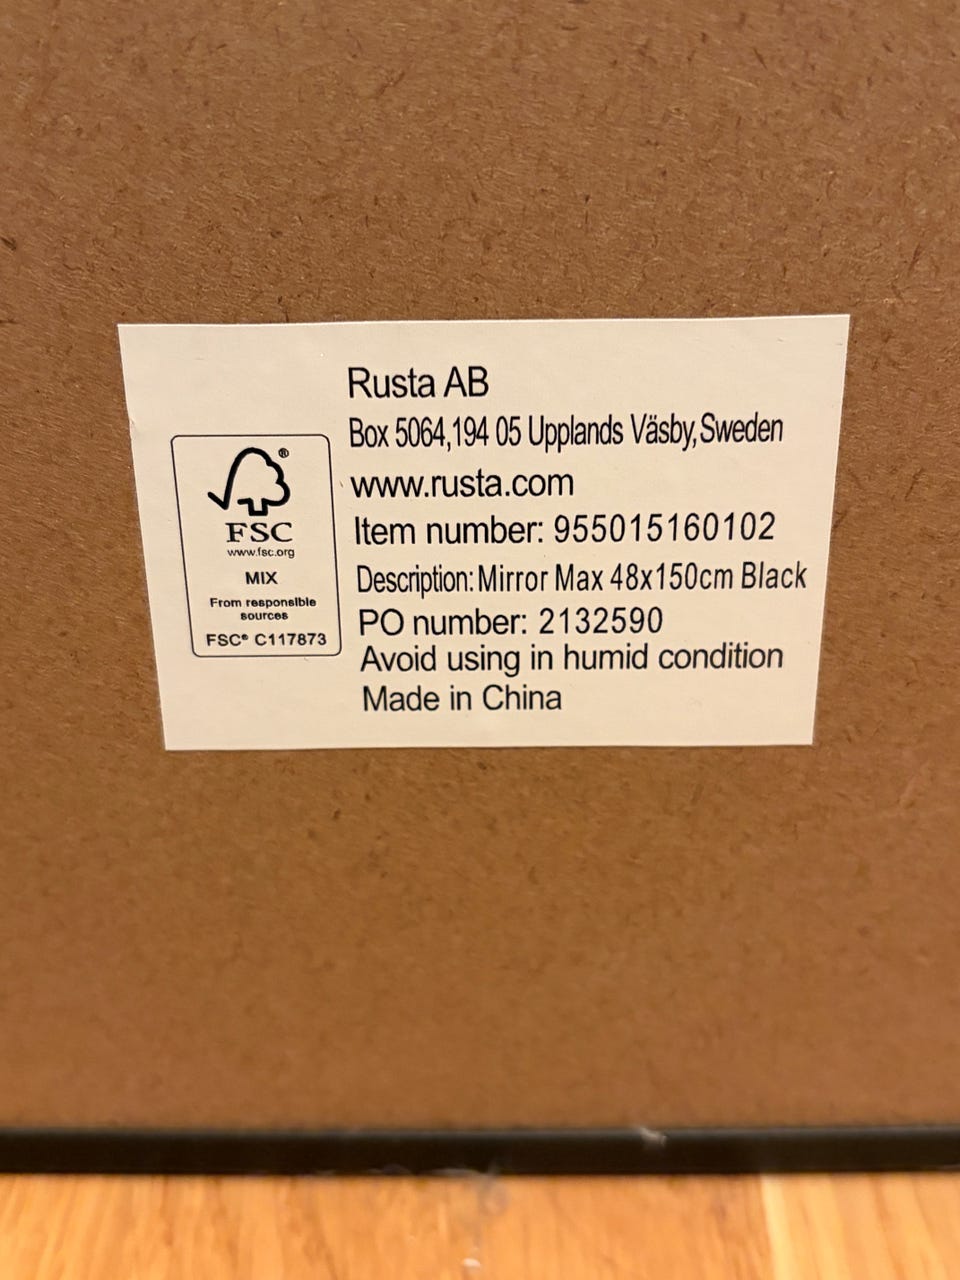 Rusta AB
Box 5064,194 05 Upplands Väsby,Sweden
www.rusta.com
Item number: 955015160102
Description: Mirror Max 48x150cm Black
PO number: 2132590
Avoid using in humid condition
Made in China
®
FSC
www.fsc.org
MIX
From responsible
sources
FSC® C117873